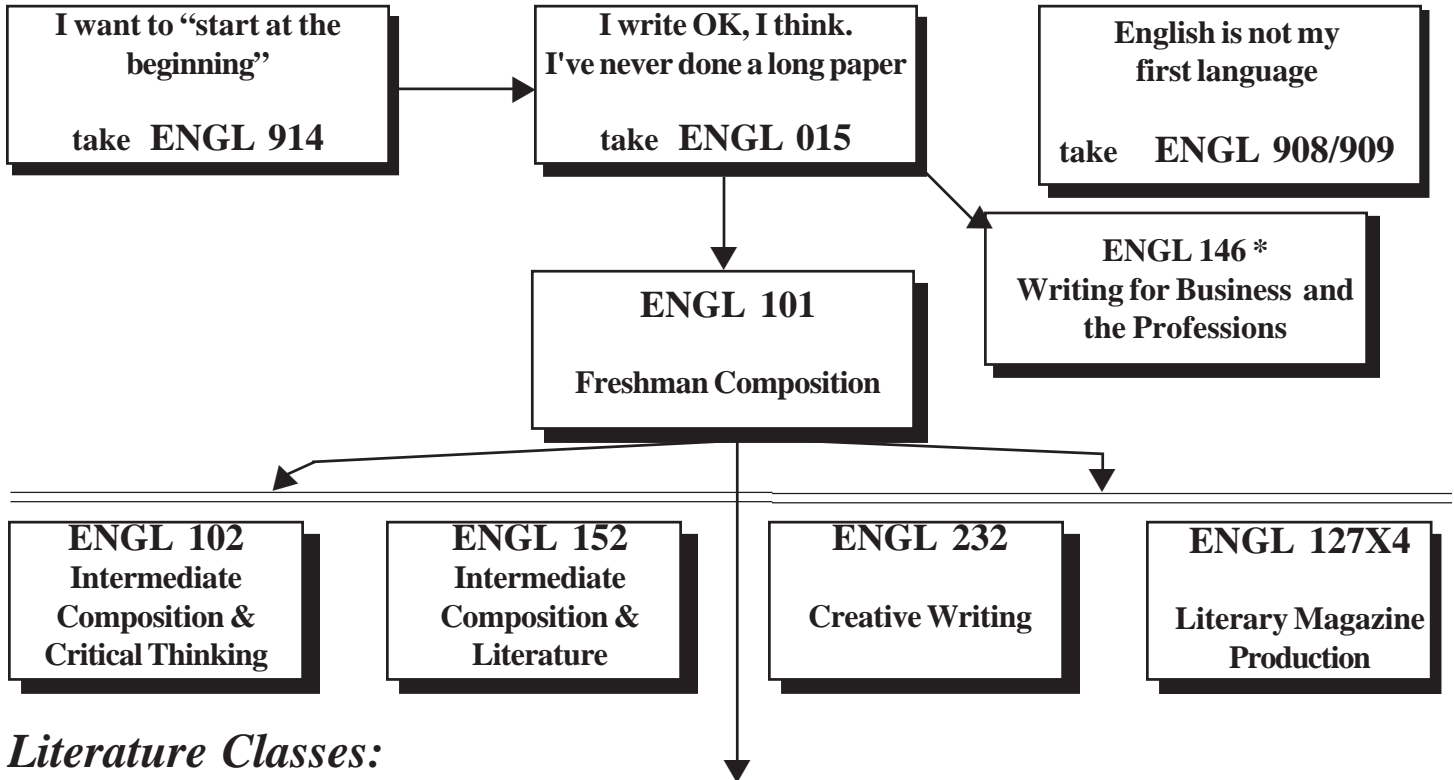 I want to “start at the
beginning”
take ENGL 914
I write OK, I think.
I've never done a long paper
take ENGL 015
English is not my
first language
take ENGL 908/909
ENGL 146 *
Writing for Business and
the Professions
ENGL 101
Freshman Composition
ENGL 102
Intermediate
Composition &
Critical Thinking
ENGL 152
Intermediate
Composition &
Literature
ENGL 232
Creative Writing
ENGL 127X4
Literary Magazine
Production
Literature Classes: